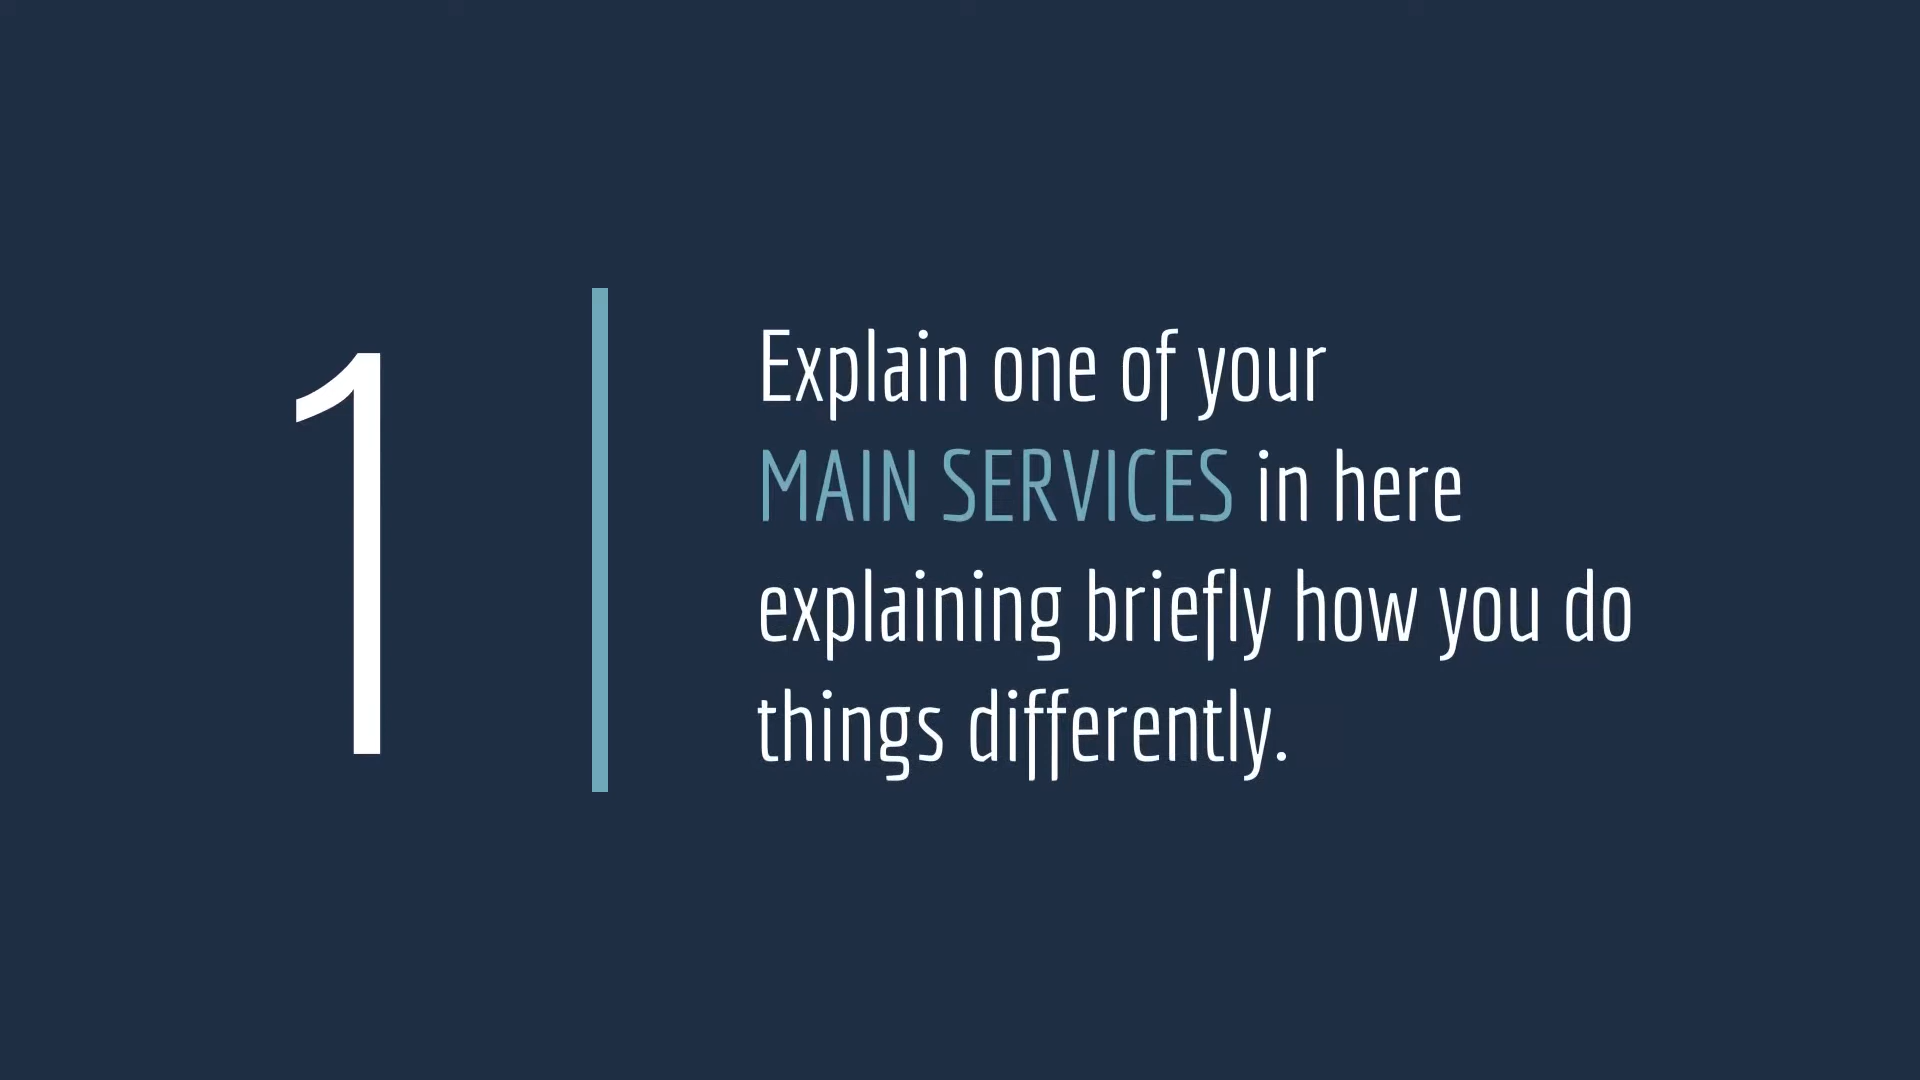 1
Explain one of your
MAIN SERVICES in here
explaining briefly how you do
things differently.